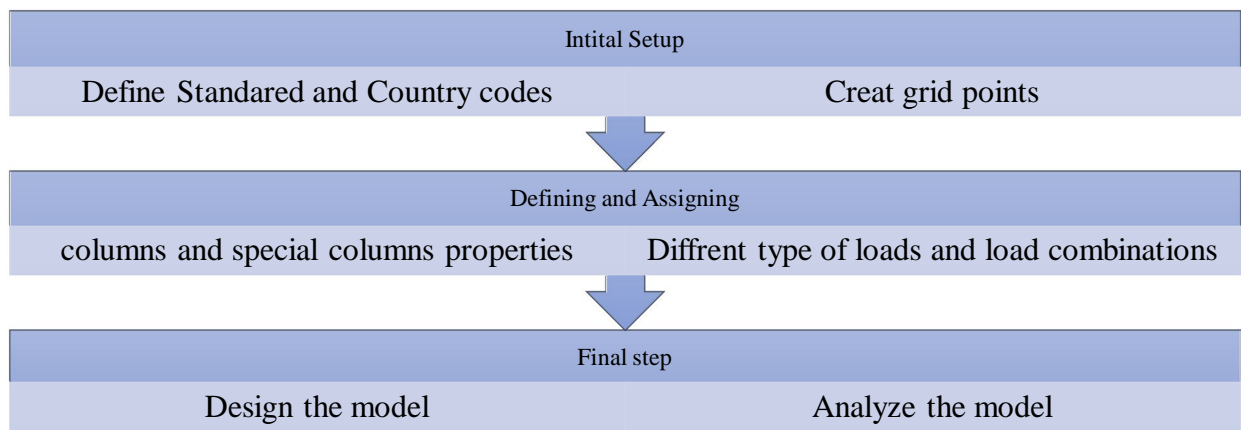 Intital Setup
Define Standared and Country codes
Creat grid points
Defining and Assigning
columns and special columns properties
Diffrent type of loads and load combinations
Final step
Design the model
Analyze the model